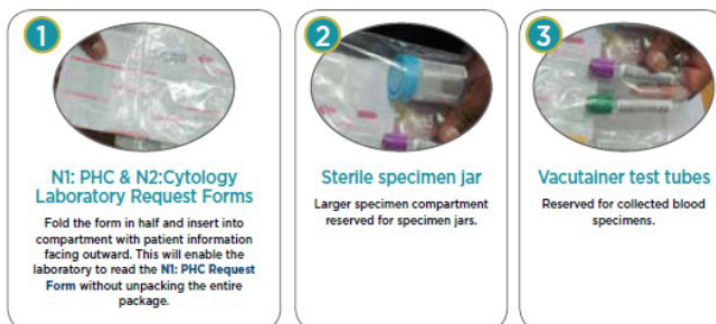 1
N1: PHC & N2:Cytology
Laboratory Request Forms
Fold the form in half and insert into
compartment with patient information
facing outward. This will enable the
laboratory to read the N1: PHC Request
Form without unpacking the entire
package.
2
Sterile specimen jar
Larger specimen compartment
reserved for specimen jars.
3
Vacutainer test tubes
Reserved for collected blood
specimens.